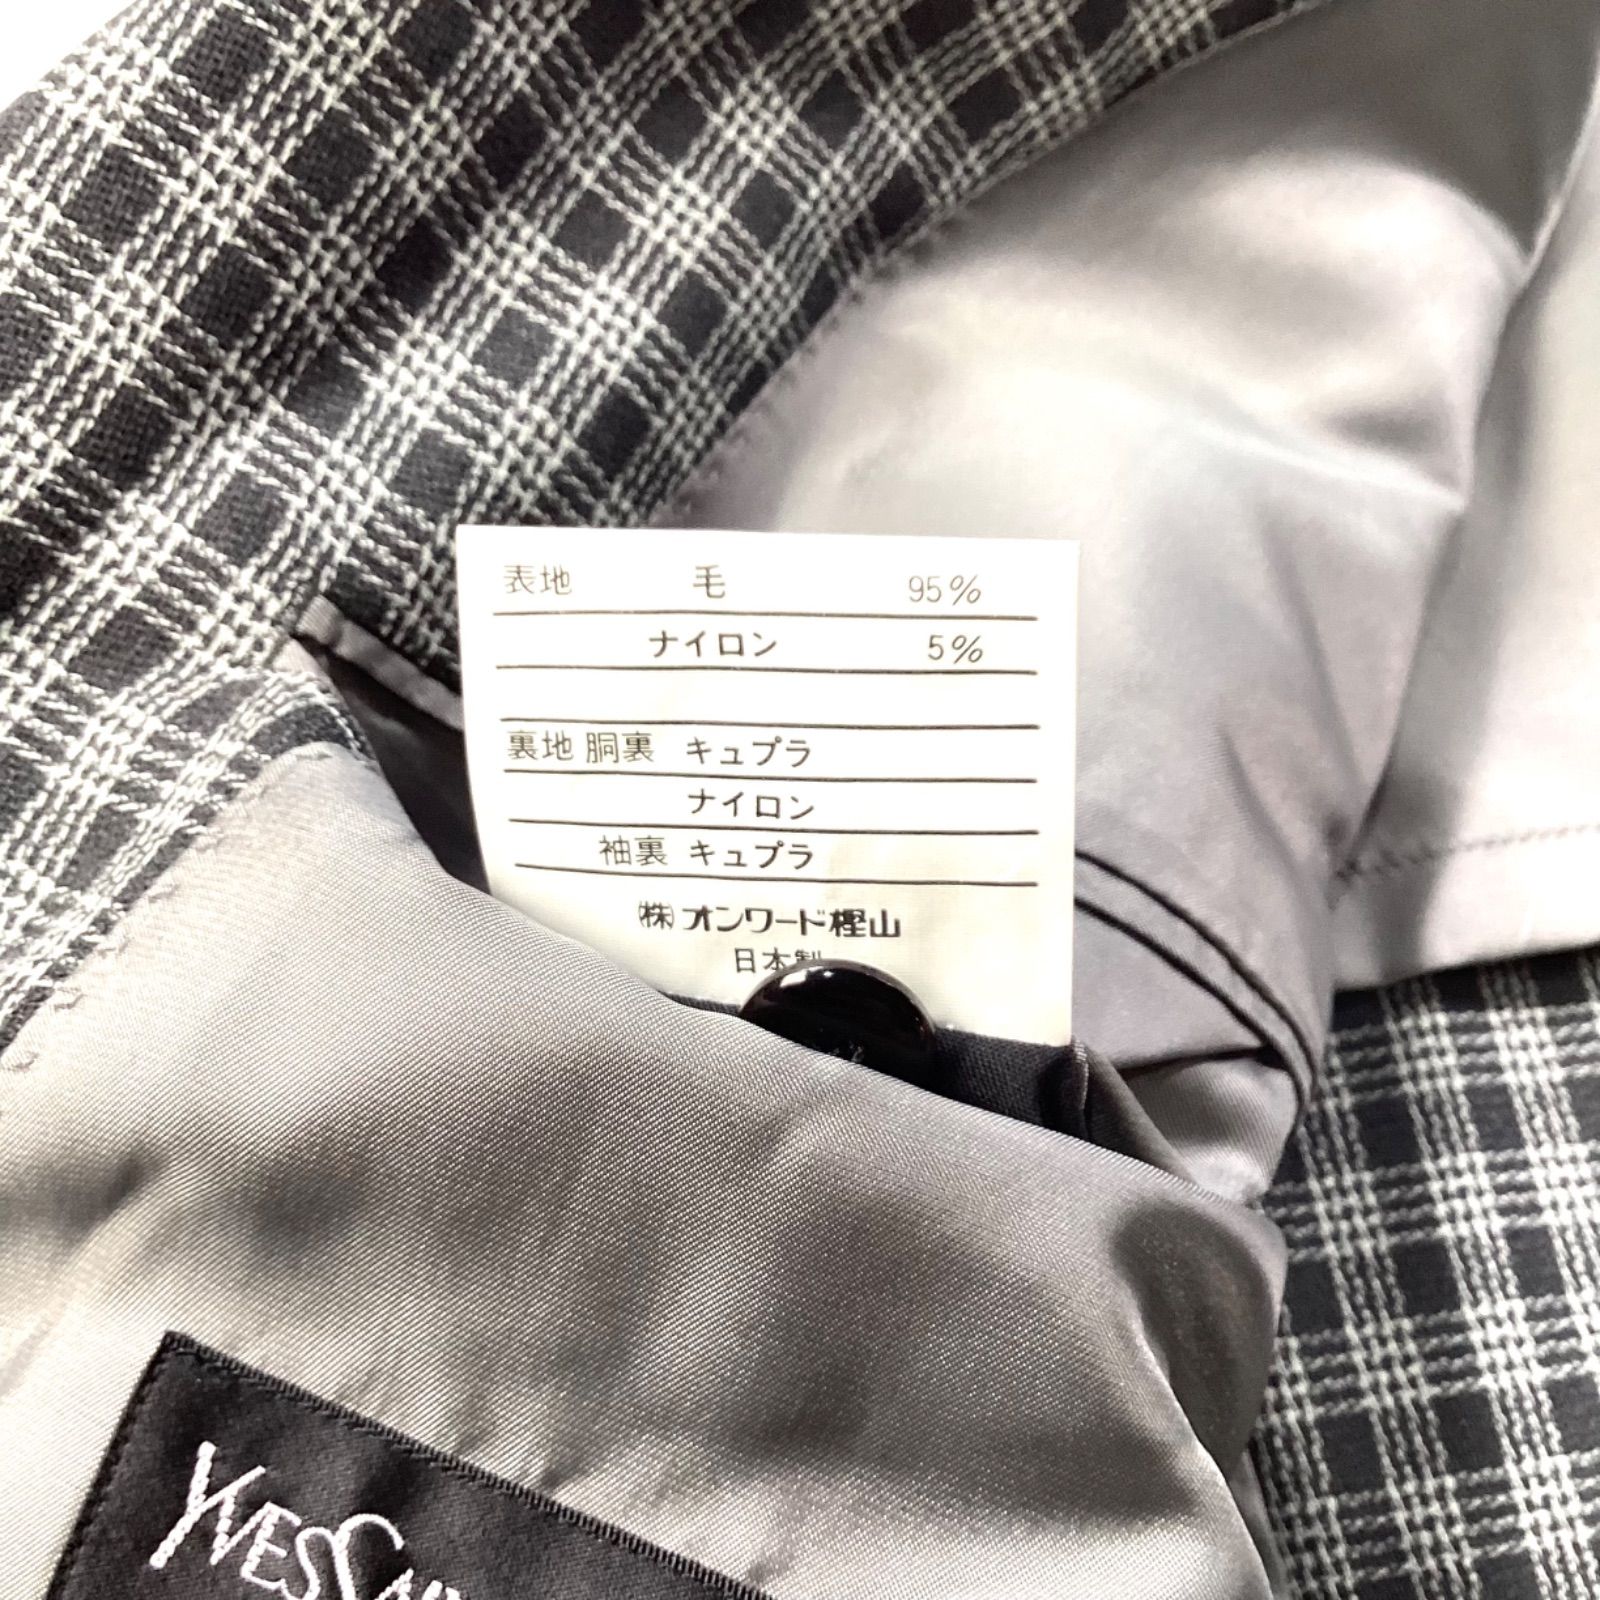 表地 毛 95%
ナイロン 5%
裏地 胴裏 キュプラ
ナイロン
袖裏 キュプラ
㈱オンワード樫山
日本製
YVES